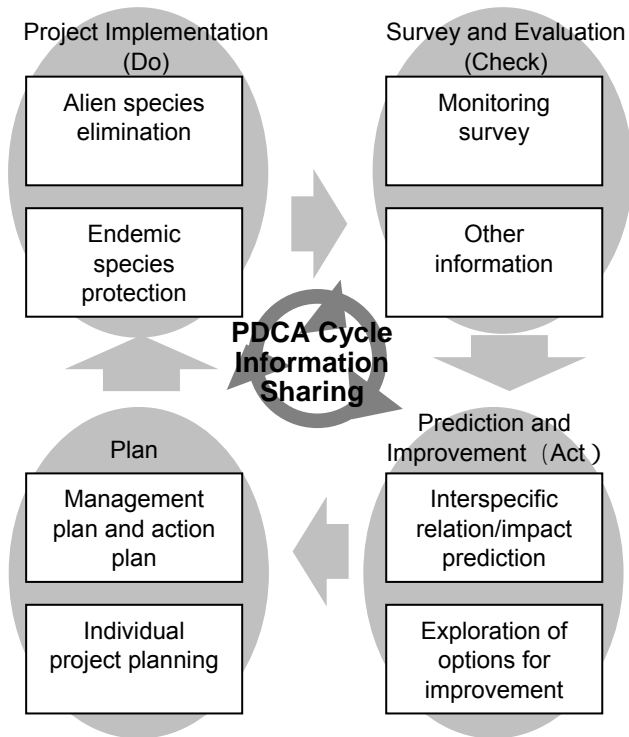 Project Implementation
(Do)
Alien species
elimination
Endemic
species
protection
Survey and Evaluation
(Check)
Monitoring
survey
Other
information
PDCA Cycle
Information
Sharing
Plan
Management
plan and action
plan
Individual
project planning
Prediction and
Improvement （Act）
Interspecific
relation/impact
prediction
Exploration of
options for
improvement